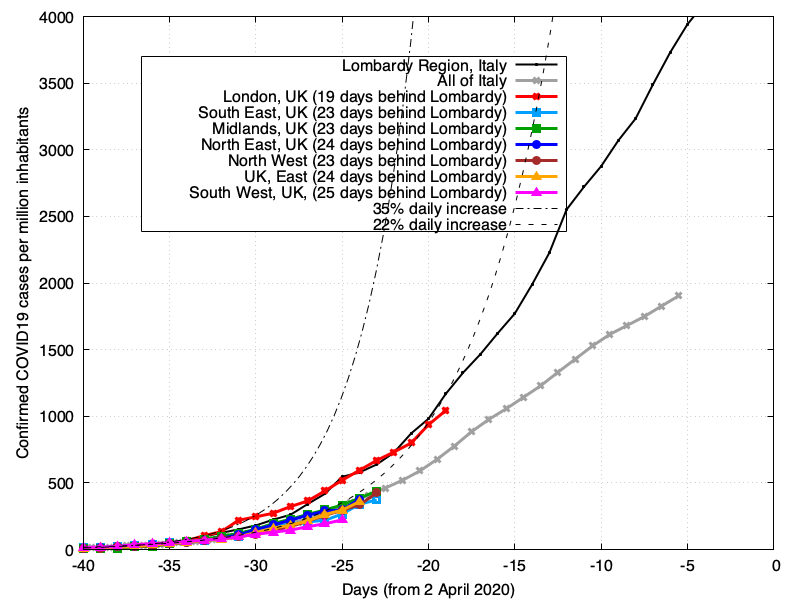 4000
3500
3000
2500
2000
1500
1000
500
0
Confirmed COVID19 cases per million inhabitants
Lombardy Region, Italy
All of Italy
London, UK (19 days behind Lombardy)
South East, UK (23 days behind Lombardy)
Midlands, UK (23 days behind Lombardy)
North East, UK (24 days behind Lombardy)
North West (23 days behind Lombardy)
UK, East (24 days behind Lombardy)
South West, UK, (25 days behind Lombardy)
35% daily increase
22% daily increase
-40 -35 -30 -25 -20 -15 -10 -5 0
Days (from 2 April 2020)